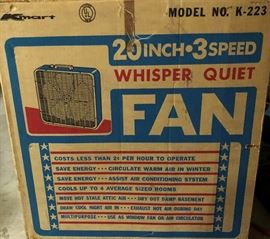 Kmart
UL
MODEL NO. K-223
20 INCH • 3 SPEED
WHISPER QUIET
FAN
COSTS LESS THAN 2¢ PER HOUR TO OPERATE
SAVE ENERGY... CIRCULATE WARM AIR IN WINTER
SAVE ENERGY... ASSIST AIR CONDITIONING SYSTEM
COOLS UP TO 4 AVERAGE SIZED ROOMS
MOVE HOT STALE ATTIC AIR - DRY OUT DAMP BASEMENT
DRAW COOL NIGHT AIR IN - EXHAUST HOT AIR DURING DAY
MULTIPURPOSE - USE AS WINDOW FAN OR AIR CIRCULATOR